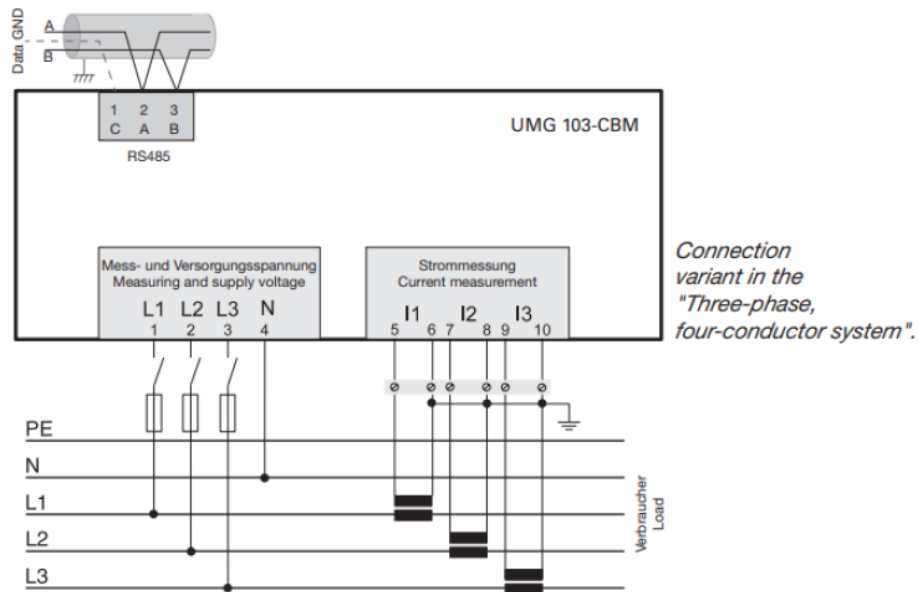 Data GND
A
B
1 2 3
C A B
RS485
UMG 103-CBM
Mess- und Versorgungsspannung
Measuring and supply voltage
L1 L2 L3 N
1 2 3 4
Strommessung
Current measurement
I1 I2 I3
5 6 7 8 9 10
Connection
variant in the
"Three-phase,
four-conductor system".
PE
N
L1
L2
L3
Verbraucher
Load